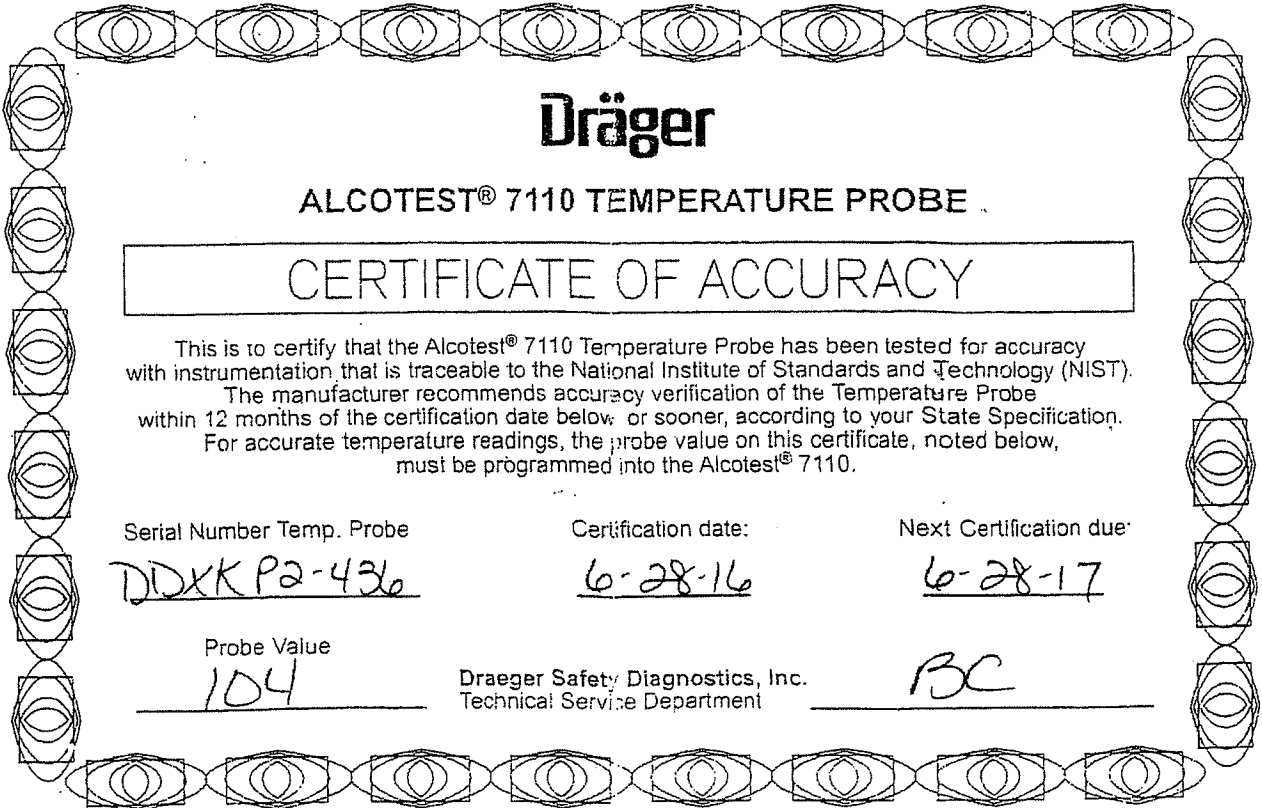 Dräger
ALCOTEST® 7110 TEMPERATURE PROBE
CERTIFICATE OF ACCURACY
This is to certify that the Alcotest® 7110 Temperature Probe has been tested for accuracy
with instrumentation that is traceable to the National Institute of Standards and Technology (NIST).
The manufacturer recommends accuracy verification of the Temperature Probe
within 12 months of the certification date below, or sooner, according to your State Specification.
For accurate temperature readings, the probe value on this certificate, noted below,
must be programmed into the Alcotest® 7110.
Serial Number Temp. Probe Certification date: Next Certification due:
DDXKP2-436 6-28-16 6-28-17
Probe Value
104
Draeger Safety Diagnostics, Inc. BC
Technical Service Department